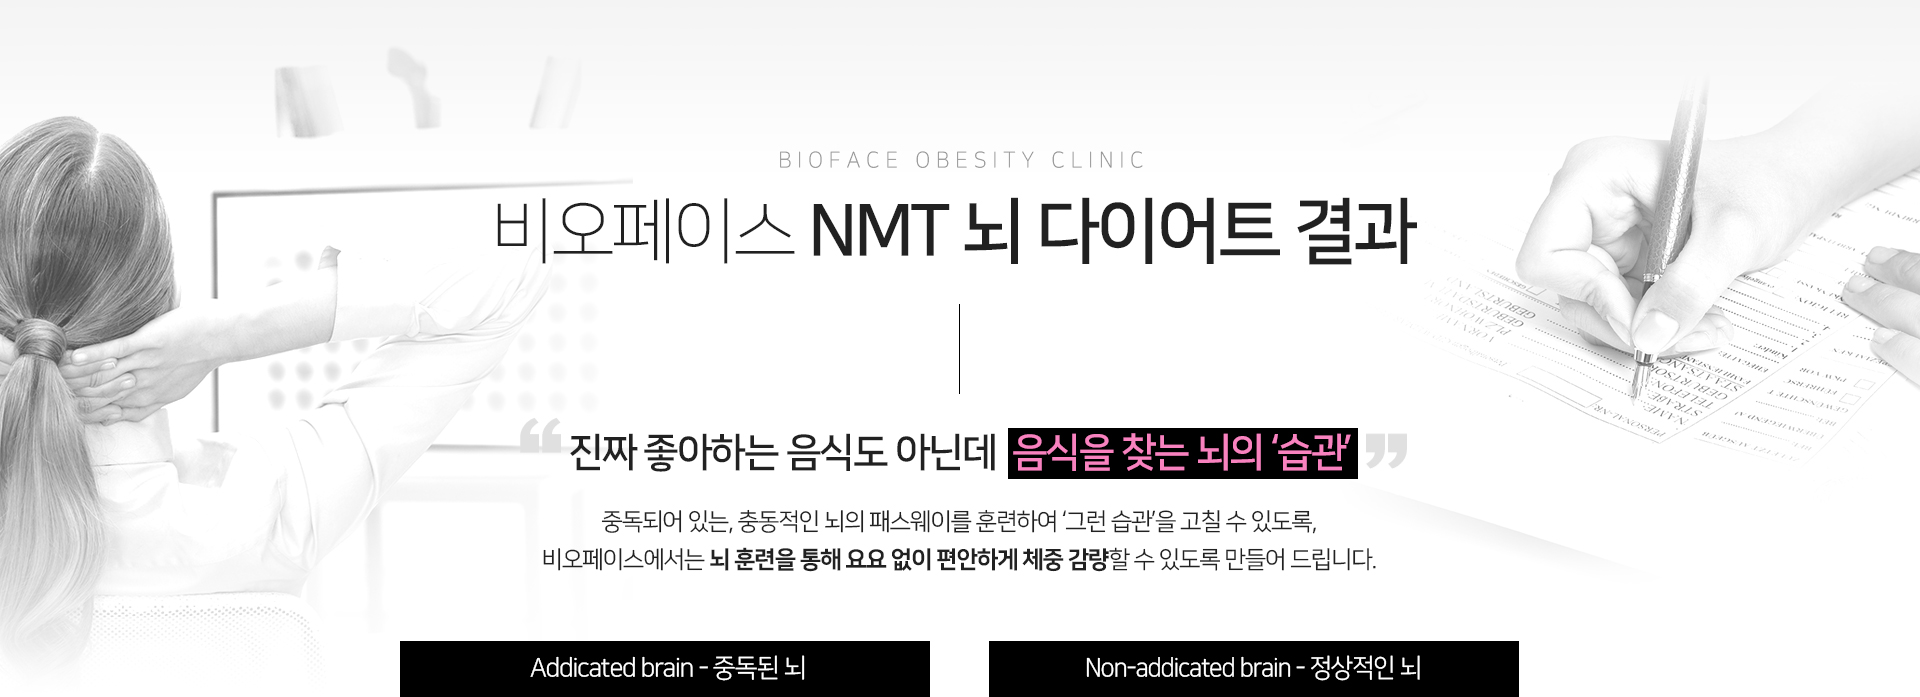 BIOFACE OBESITY CLINIC
비오페이스 NMT 뇌 다이어트 결과
“ 진짜 좋아하는 음식도 아닌데 음식을 찾는 뇌의 ‘습관’ ”
중독되어 있는, 충동적인 뇌의 패스웨이를 훈련하여 ‘그런 습관’을 고칠 수 있도록,
비오페이스에서는 뇌 훈련을 통해 요요 없이 편안하게 체중 감량할 수 있도록 만들어 드립니다.
Addicated brain - 중독된 뇌
Non-addicated brain - 정상적인 뇌